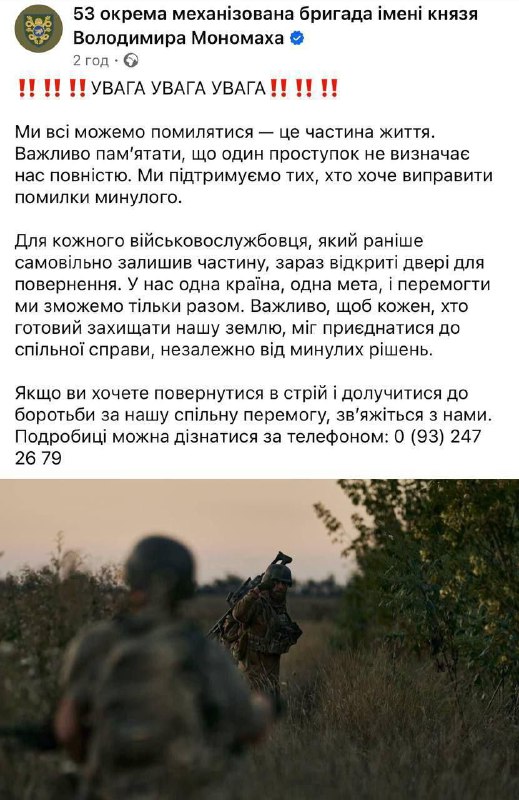 53 окрема механізована бригада імені князя
Володимира Мономаха
2 год ·
‼️ ‼️ ‼️УВАГА УВАГА УВАГА‼️ ‼️ ‼️
Ми всі можемо помилятися — це частина життя.
Важливо пам’ятати, що один проступок не визначає
нас повністю. Ми підтримуємо тих, хто хоче виправити
помилки минулого.
Для кожного військовослужбовця, який раніше
самовільно залишив частину, зараз відкриті двері для
повернення. У нас одна країна, одна мета, і перемогти
ми зможемо тільки разом. Важливо, щоб кожен, хто
готовий захищати нашу землю, міг приєднатися до
спільної справи, незалежно від минулих рішень.
Якщо ви хочете повернутися в стрій і долучитися до
боротьби за нашу спільну перемогу, зв’яжіться з нами.
Подробиці можна дізнатися за телефоном: 0 (93) 247
26 79